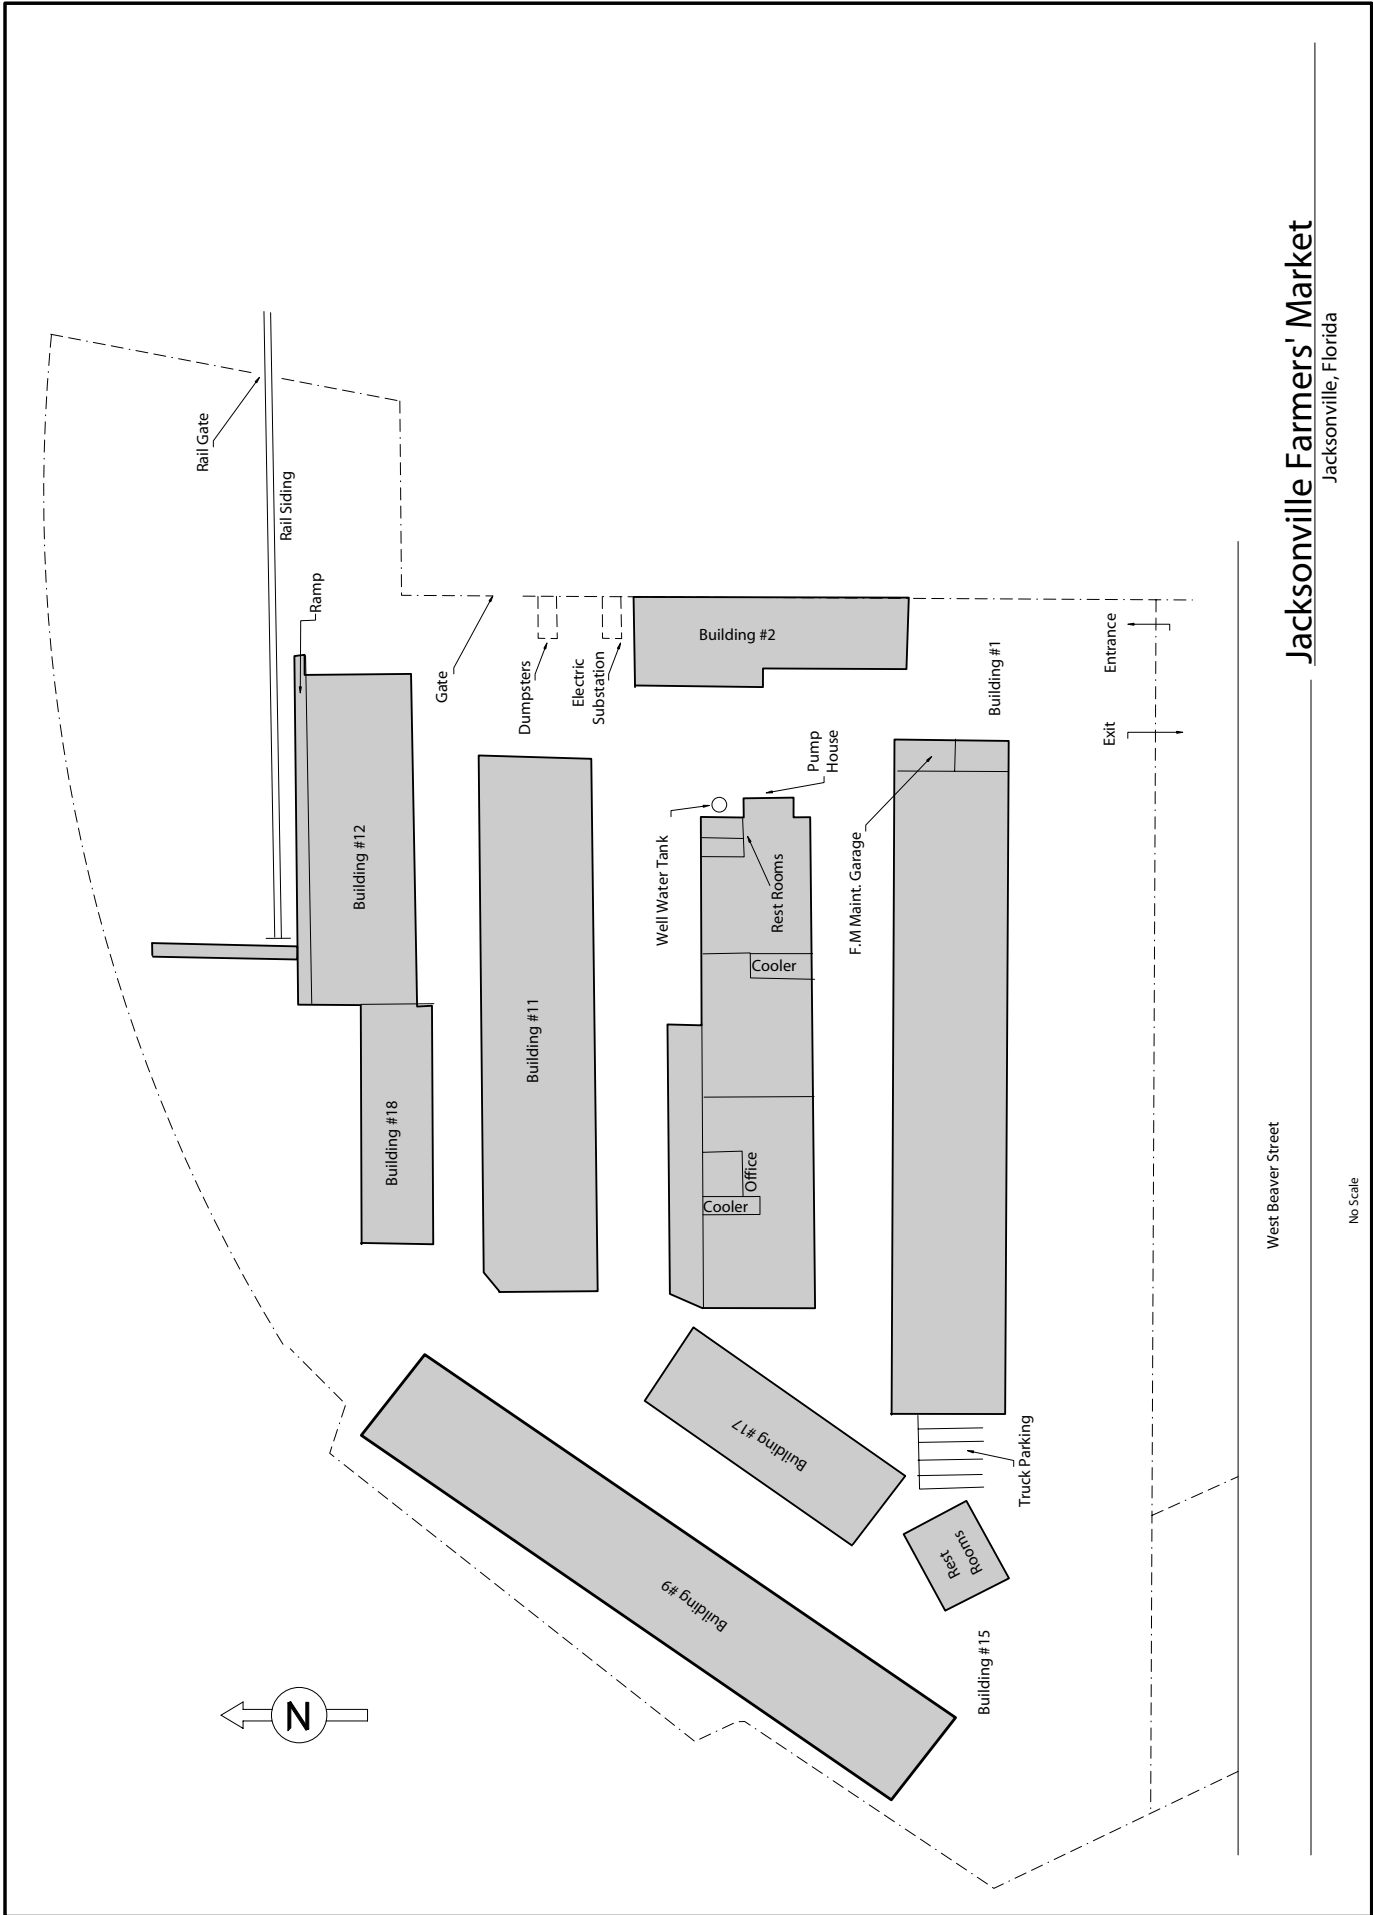 Jacksonville Farmers' Market
Jacksonville, Florida
Rail Gate
Rail Siding
Ramp
Gate
Dumpsters
Electric
Substation
Building #2
Building #1
Entrance
Exit
Building #12
Building #11
Building #18
Well Water Tank
Pump
House
Rest Rooms
F.M Maint. Garage
Cooler
Office
Cooler
Building #17
Truck Parking
Rest
Rooms
Building #9
Building #15
West Beaver Street
No Scale
N